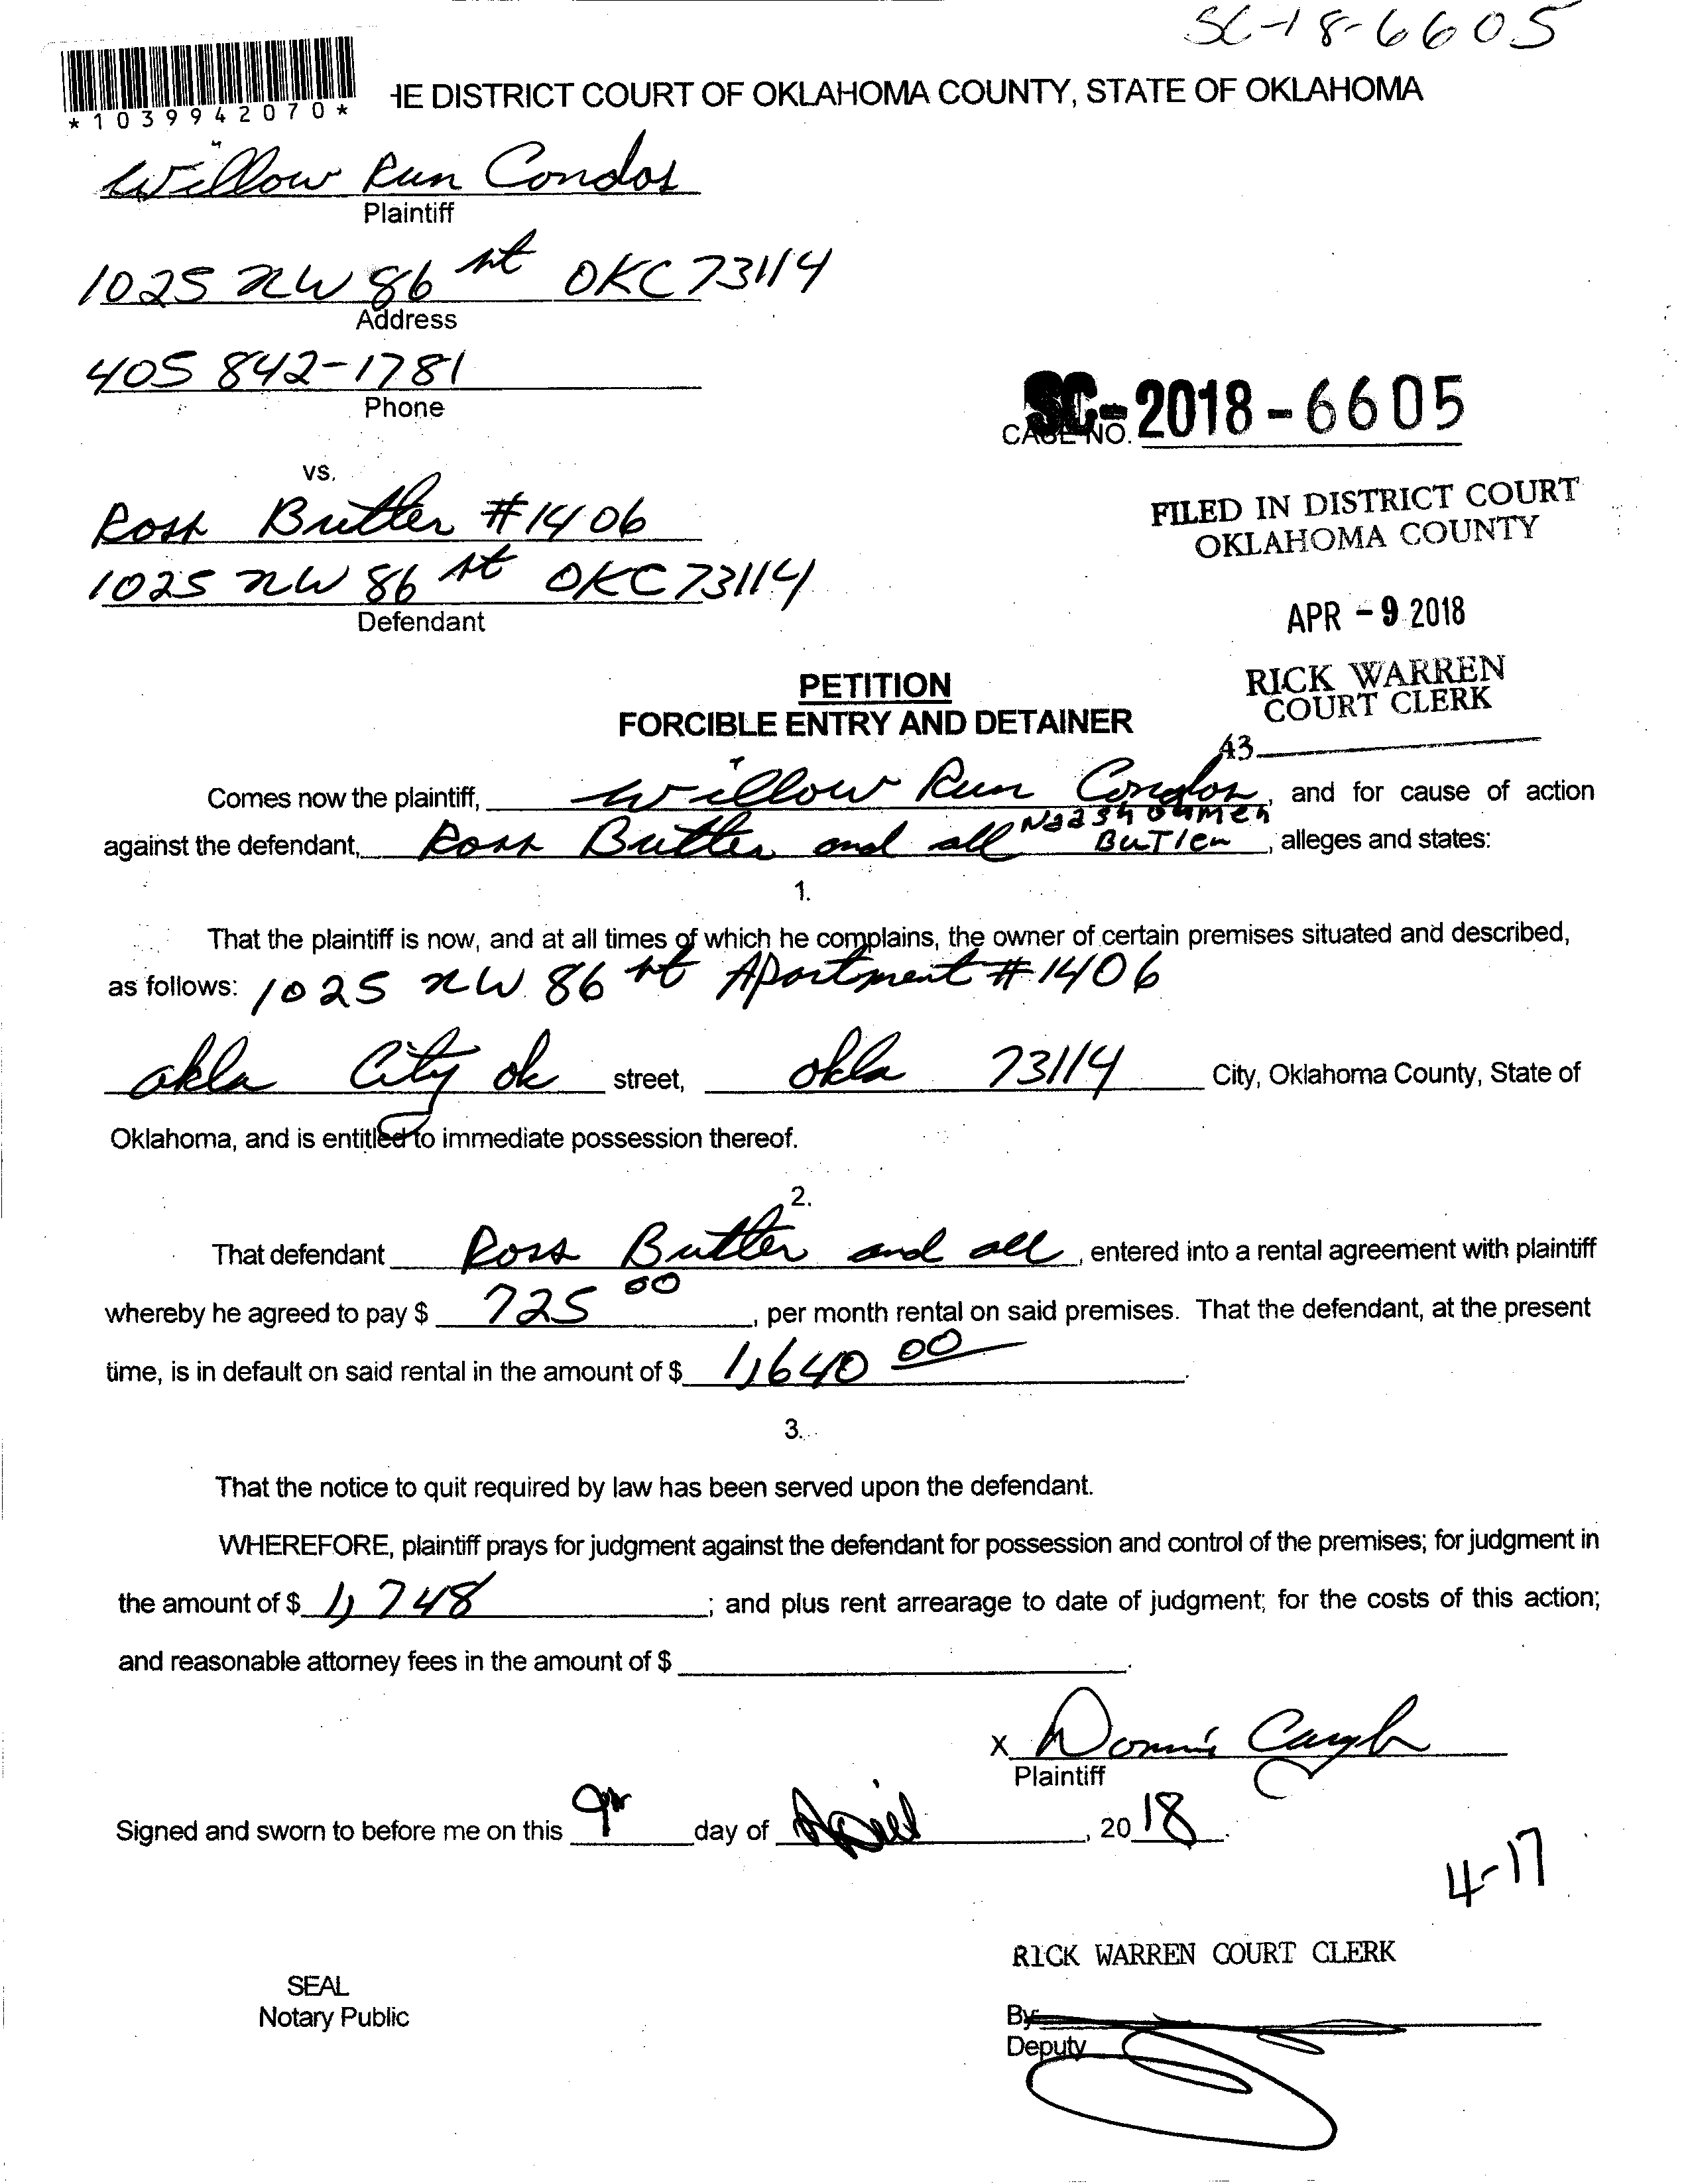 SC-18-6605
*1039942070*
HE DISTRICT COURT OF OKLAHOMA COUNTY, STATE OF OKLAHOMA
Willow Run Condos
Plaintiff
1025 NW 86 st OKC 73114
Address
405 842-1781
Phone
SC-2018-6605
CASE NO.
vs.
Ross Butler #1406
1025 NW 86 st OKC 73114
Defendant
FILED IN DISTRICT COURT
OKLAHOMA COUNTY
APR -9 2018
RICK WARREN
COURT CLERK
43
PETITION
FORCIBLE ENTRY AND DETAINER
Comes now the plaintiff, Willow Run Condos, and for cause of action
against the defendant, Ross Butler and all Butler, alleges and states:
1.
That the plaintiff is now, and at all times of which he complains, the owner of certain premises situated and described,
as follows: 1025 NW 86 st Apartment #1406
okla City ok street, okla 73114 City, Oklahoma County, State of
Oklahoma, and is entitled to immediate possession thereof.
2.
That defendant Ross Butler and all, entered into a rental agreement with plaintiff
whereby he agreed to pay $ 725 00, per month rental on said premises. That the defendant, at the present
time, is in default on said rental in the amount of $ 1,640 00.
3.
That the notice to quit required by law has been served upon the defendant.
WHEREFORE, plaintiff prays for judgment against the defendant for possession and control of the premises; for judgment in
the amount of $ 1,748; and plus rent arrearage to date of judgment; for the costs of this action;
and reasonable attorney fees in the amount of $.
X
Plaintiff
Signed and sworn to before me on this 9th day of April, 2018.
4-17
RICK WARREN COURT CLERK
SEAL
Notary Public
By
Deputy